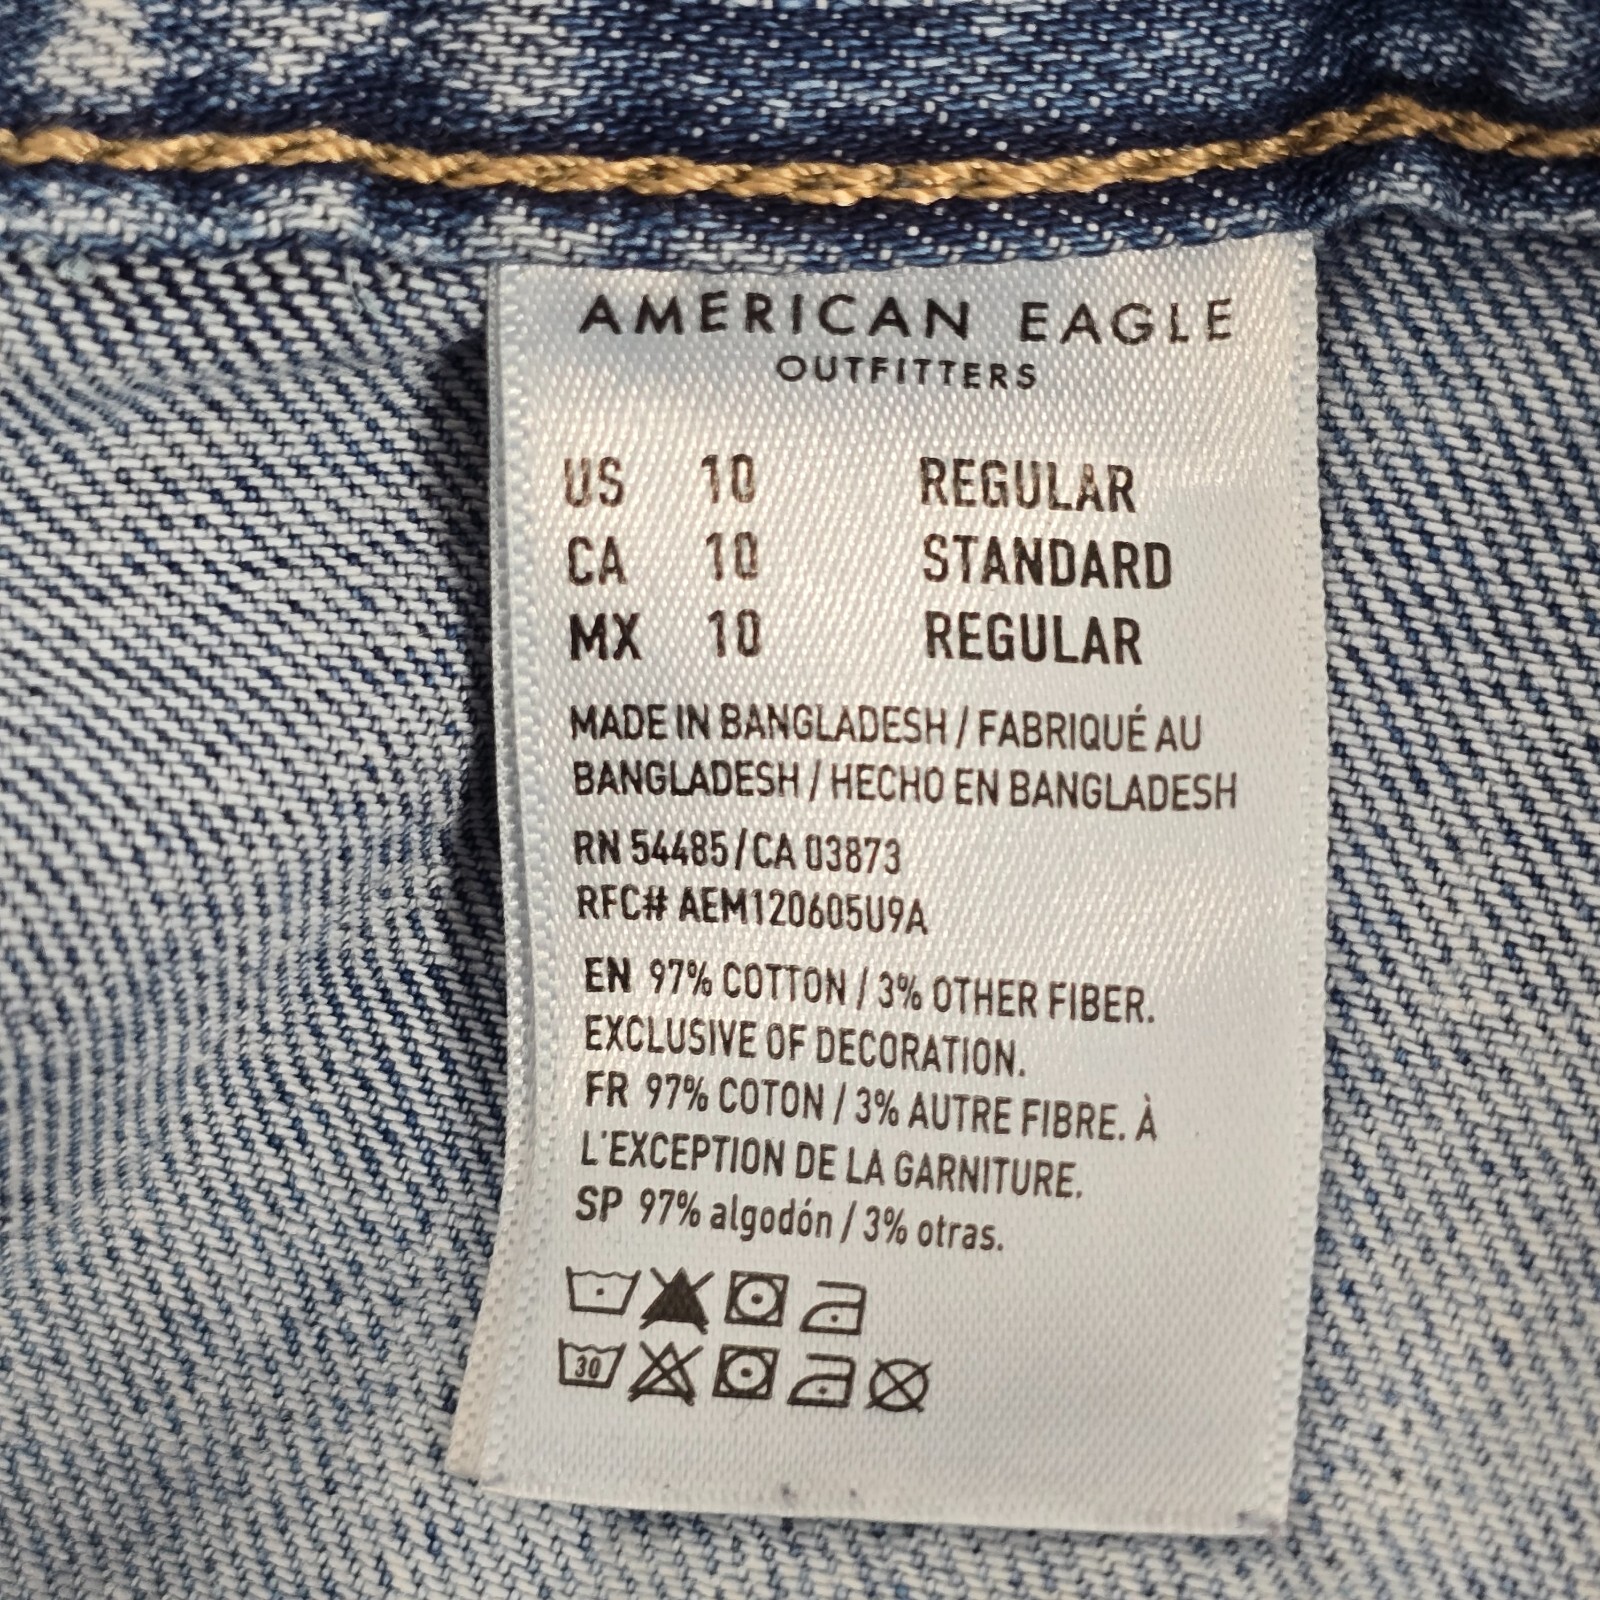 AMERICAN EAGLE
OUTFITTERS
US 10 REGULAR
CA 10 STANDARD
MX 10 REGULAR
MADE IN BANGLADESH / FABRIQUÉ AU
BANGLADESH / HECHO EN BANGLADESH
RN 54485 / CA 03873
RFC# AEM120605U9A
EN 97% COTTON / 3% OTHER FIBER.
EXCLUSIVE OF DECORATION.
FR 97% COTON / 3% AUTRE FIBRE. À
L'EXCEPTION DE LA GARNITURE.
SP 97% algodón / 3% otras.
30